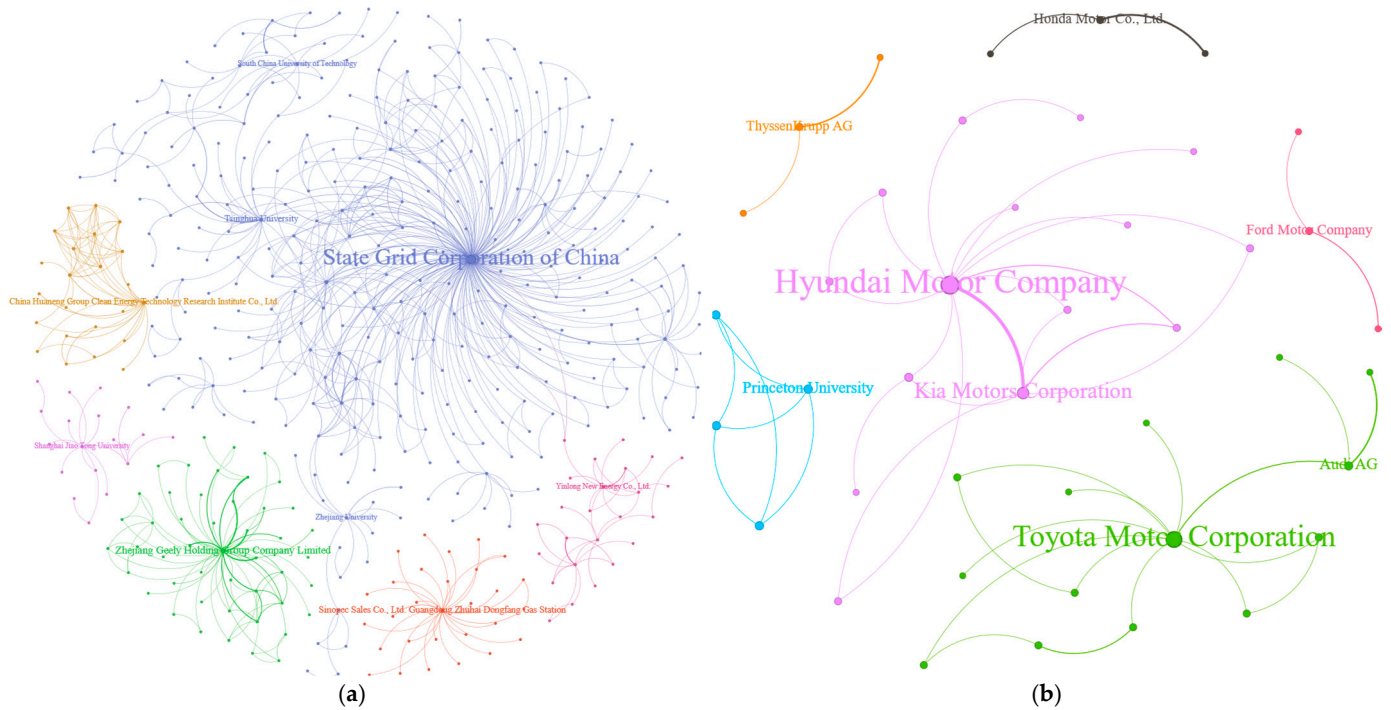 South China University of Technology
Tsinghua University
State Grid Corporation of China
China Huaneng Group Clean Energy Technology Research Institute Co., Ltd.
Shanghai Jiao Tong University
Yinlong New Energy Co., Ltd.
Zhejiang University
Zhejiang Geely Holding Group Company Limited
Sinopec Sales Co., Ltd. Guangdong Zhuhai Dongfang Gas Station
(a)
Honda Motor Co., Ltd.
ThyssenKrupp AG
Ford Motor Company
Hyundai Motor Company
Princeton University
Kia Motors Corporation
Audi AG
Toyota Motor Corporation
(b)